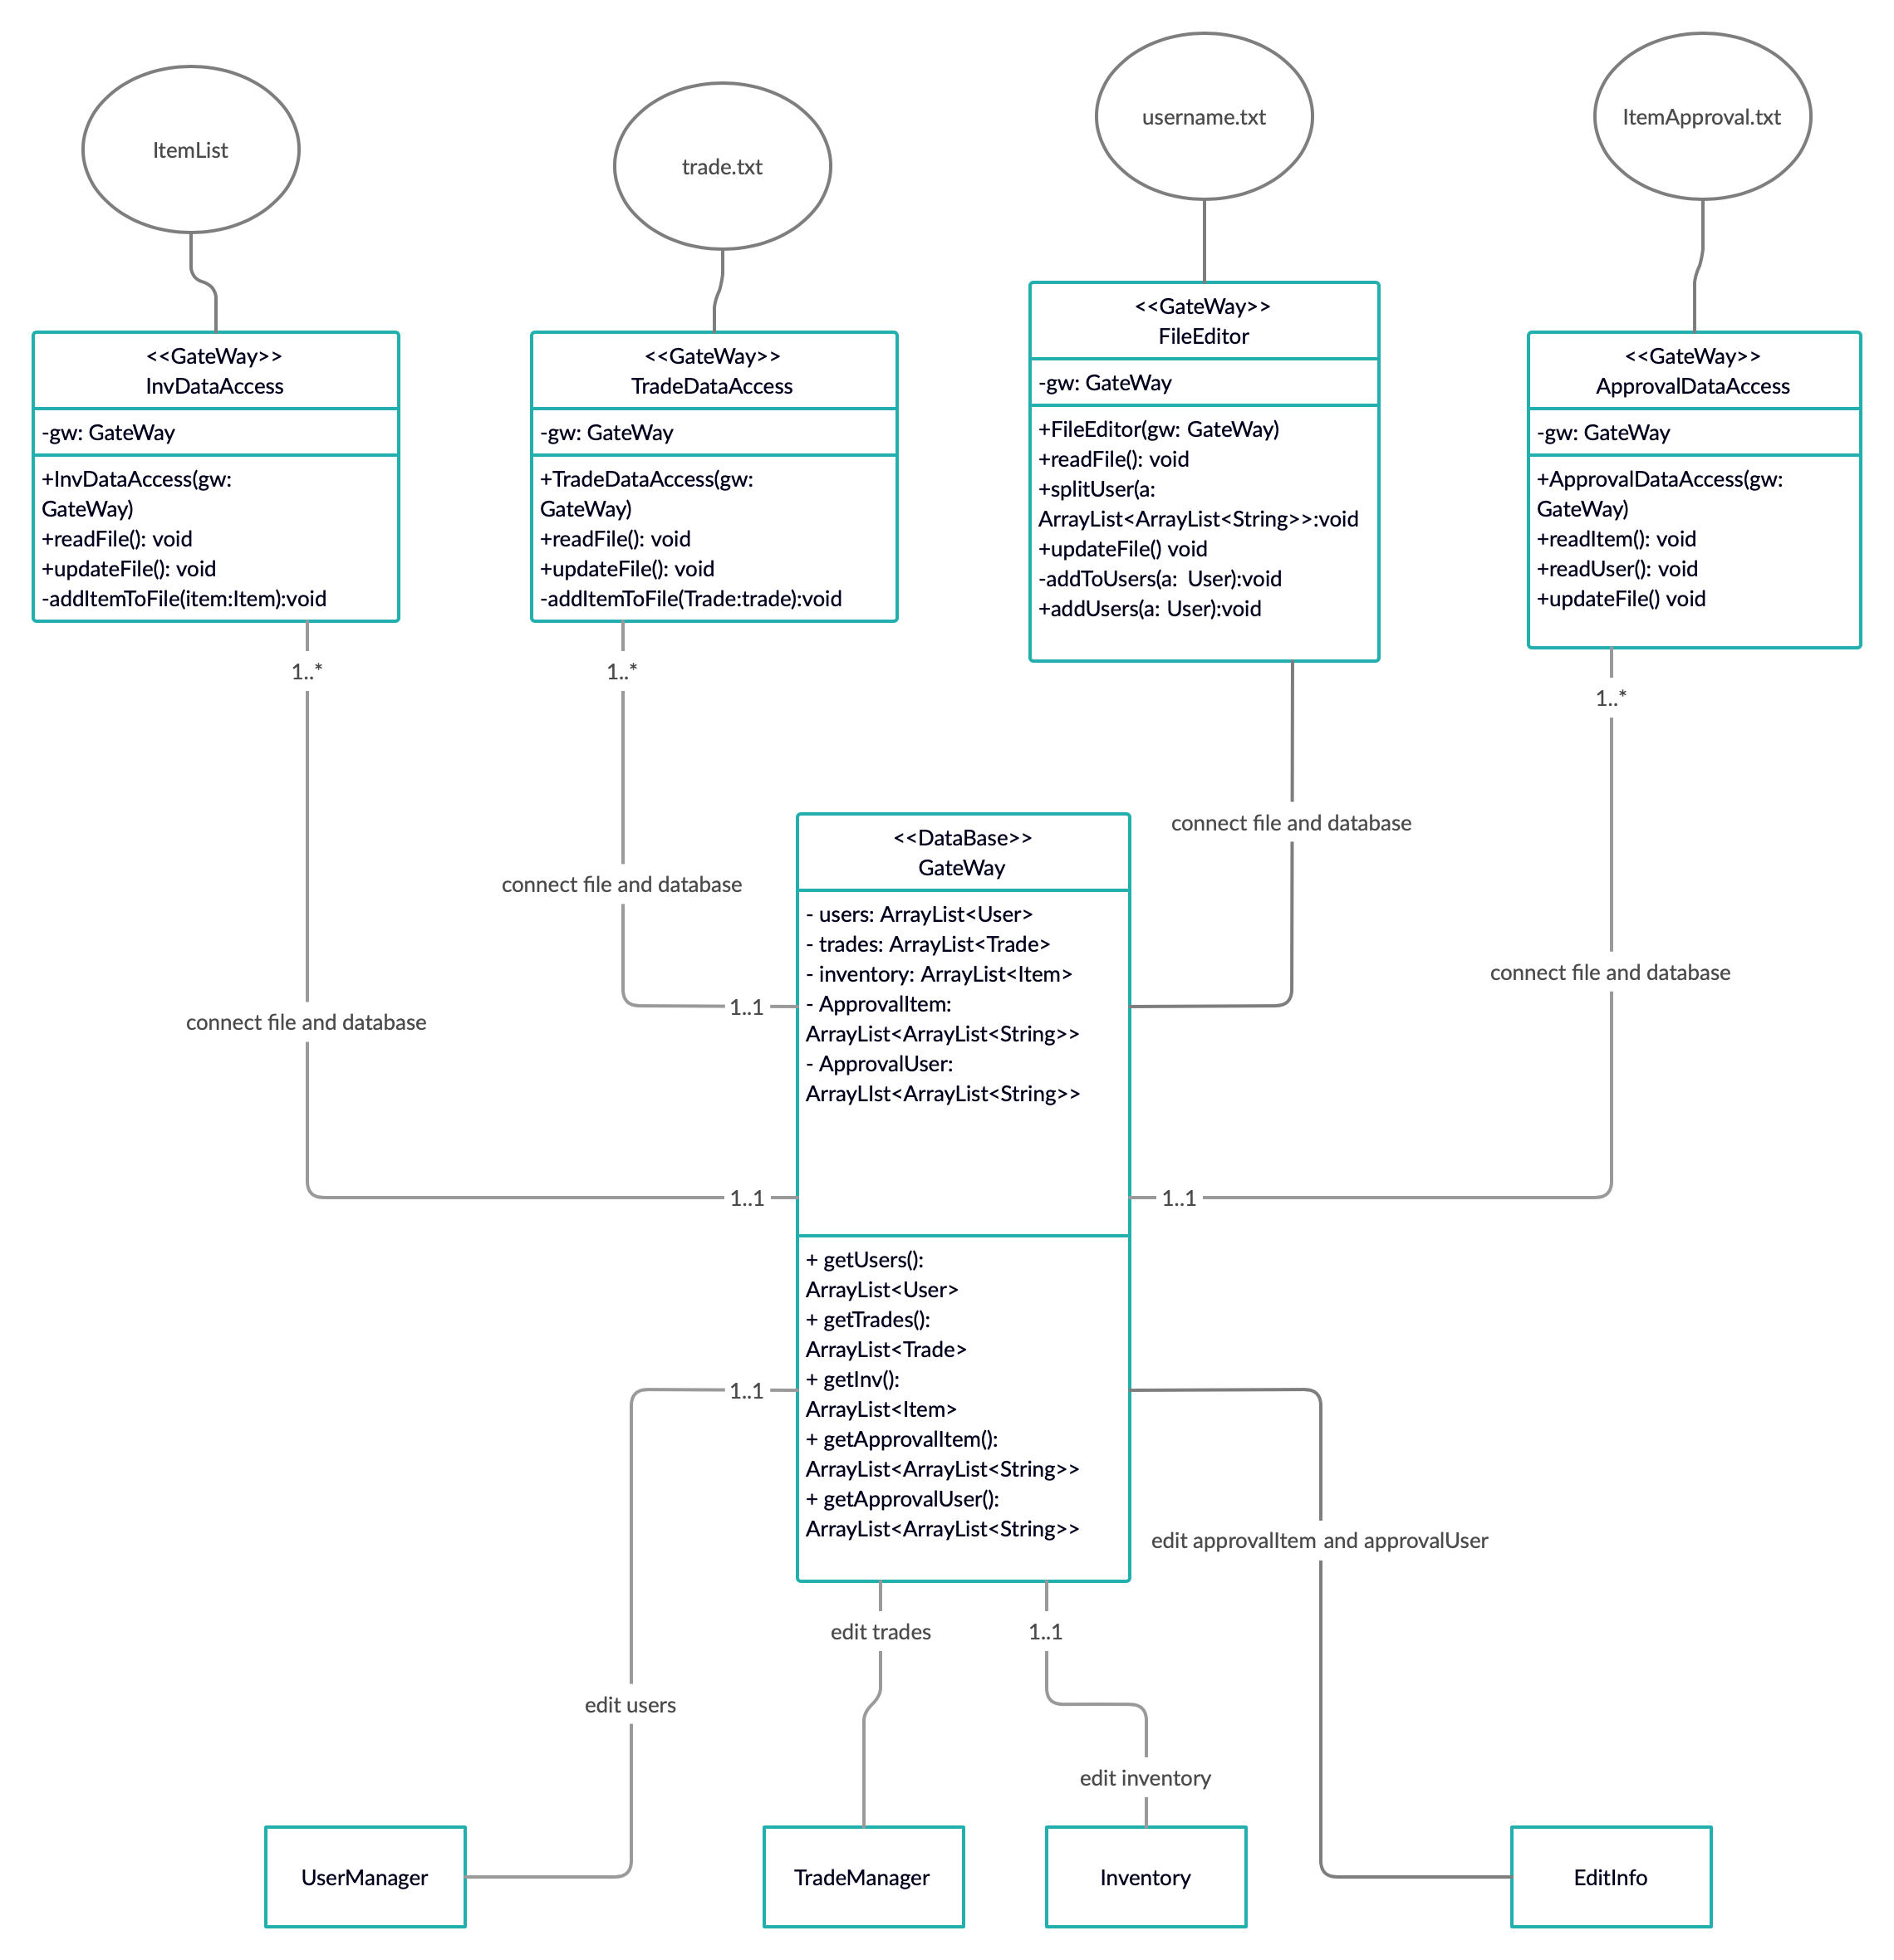 ItemList
trade.txt
username.txt
ItemApproval.txt
<<GateWay>>
InvDataAccess
-gw: GateWay
+InvDataAccess(gw:
GateWay)
+readFile(): void
+updateFile(): void
-addItemToFile(item:Item):void
<<GateWay>>
TradeDataAccess
-gw: GateWay
+TradeDataAccess(gw:
GateWay)
+readFile(): void
+updateFile(): void
-addItemToFile(Trade:trade):void
<<GateWay>>
FileEditor
-gw: GateWay
+FileEditor(gw: GateWay)
+readFile(): void
+splitUser(a:
ArrayList<ArrayList<String>>:void
+updateFile() void
-addToUsers(a: User):void
+addUsers(a: User):void
<<GateWay>>
ApprovalDataAccess
-gw: GateWay
+ApprovalDataAccess(gw:
GateWay)
+readItem(): void
+readUser(): void
+updateFile() void
1..*
1..*
1..*
connect file and database
connect file and database
connect file and database
connect file and database
1..1
1..1
1..1
<<DataBase>>
GateWay
- users: ArrayList<User>
- trades: ArrayList<Trade>
- inventory: ArrayList<Item>
- ApprovalItem:
ArrayList<ArrayList<String>>
- ApprovalUser:
ArrayLIst<ArrayList<String>>
+ getUsers():
ArrayList<User>
+ getTrades():
ArrayList<Trade>
+ getInv():
ArrayList<Item>
+ getApprovalItem():
ArrayList<ArrayList<String>>
+ getApprovalUser():
ArrayList<ArrayList<String>>
1..1
edit approvalItem and approvalUser
edit trades
1..1
edit users
edit inventory
UserManager
TradeManager
Inventory
EditInfo